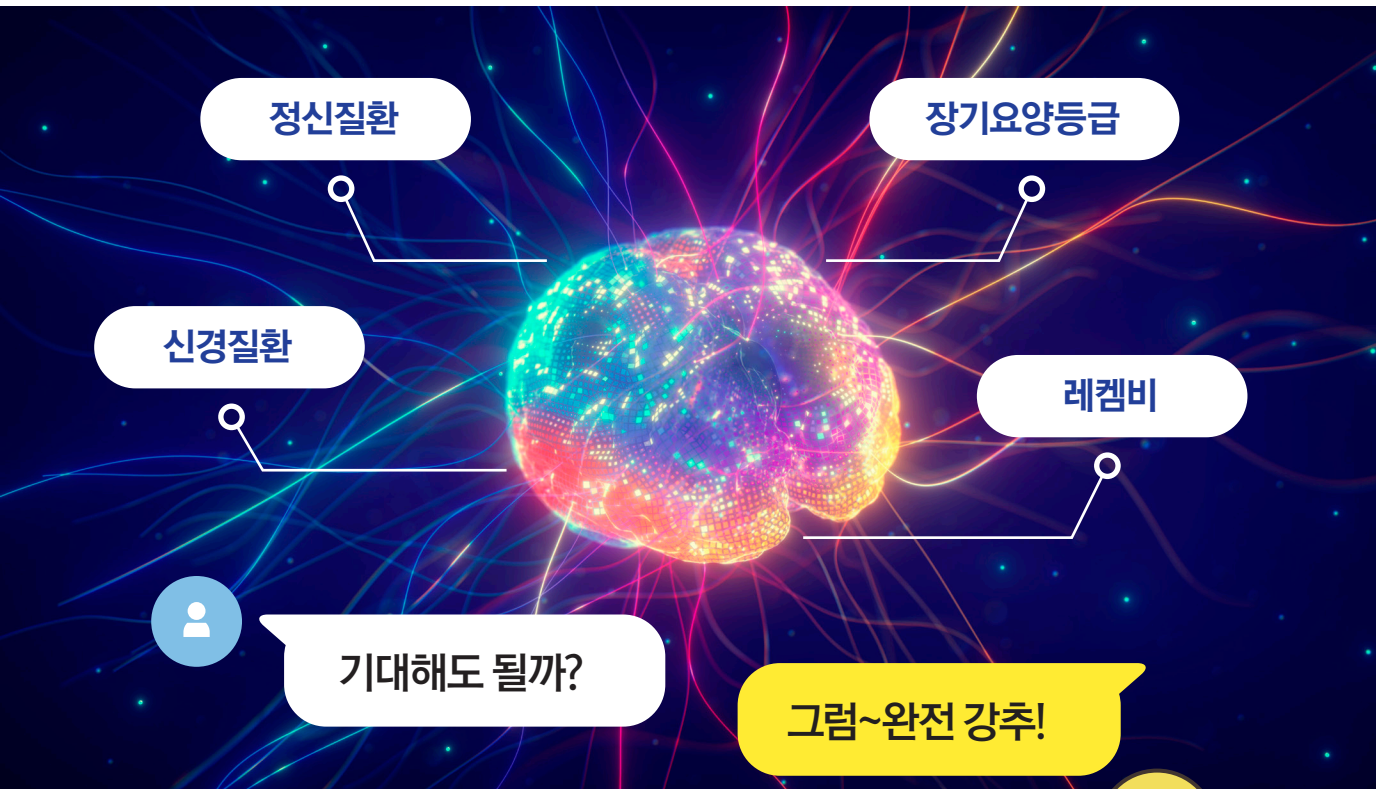 정신질환
장기요양등급
신경질환
레켐비
기대해도 될까?
그럼~완전 강추!